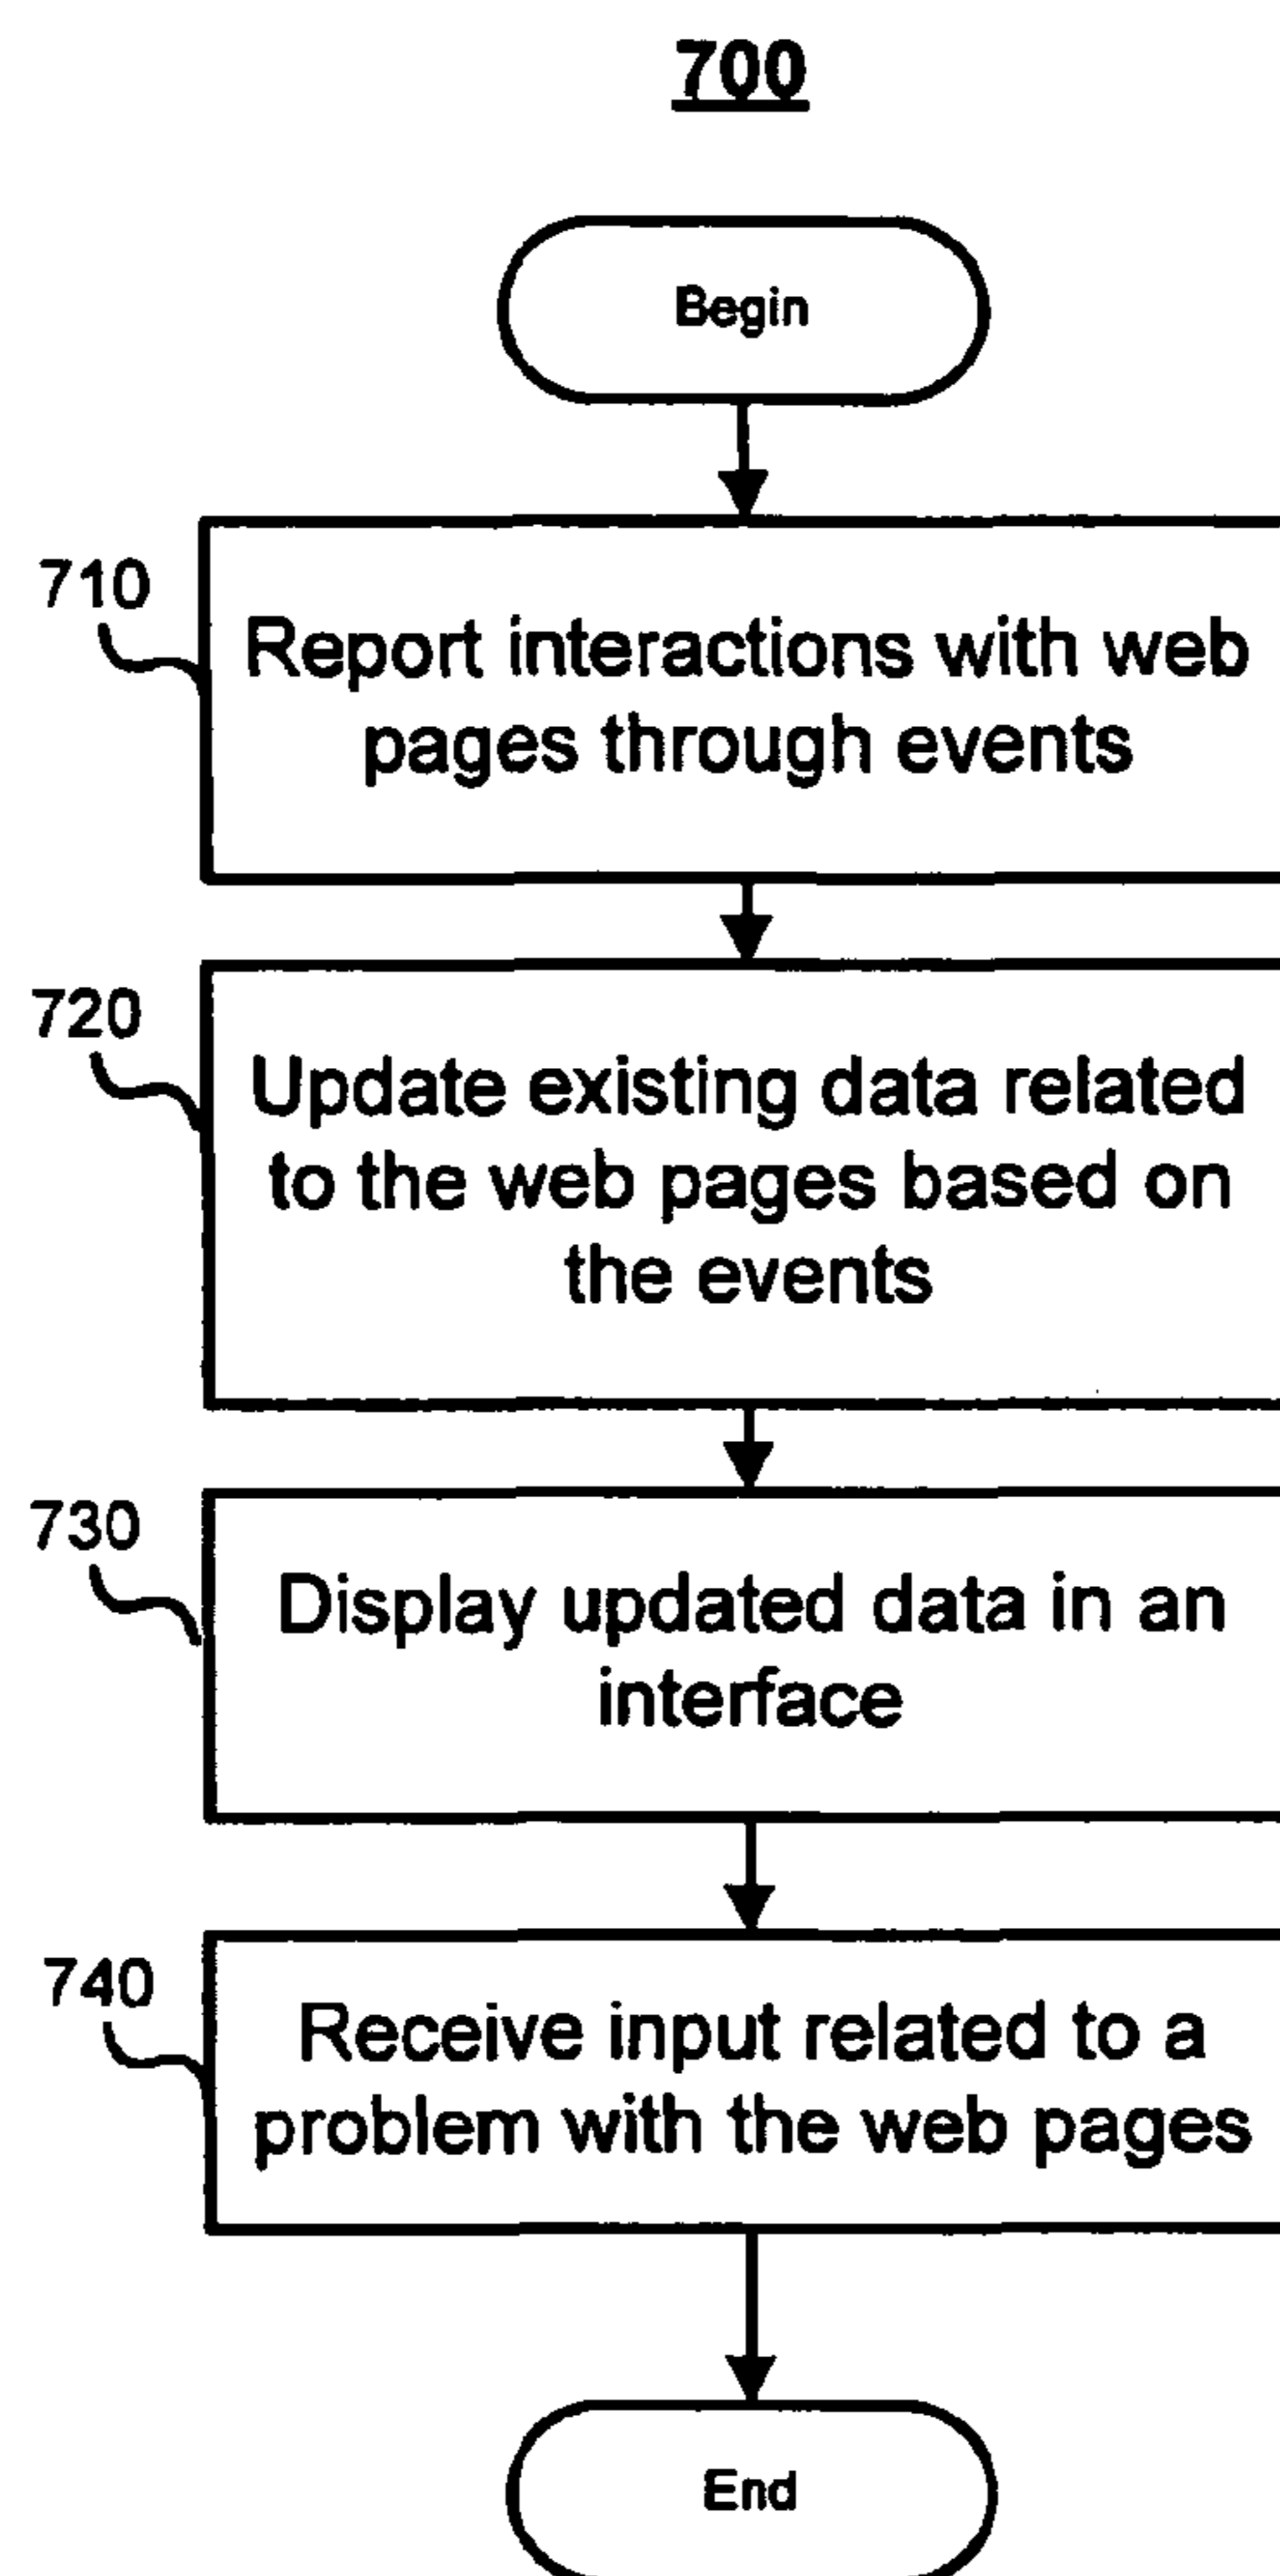 700
Begin
710
Report interactions with web
pages through events
720
Update existing data related
to the web pages based on
the events
730
Display updated data in an
interface
740
Receive input related to a
problem with the web pages
End